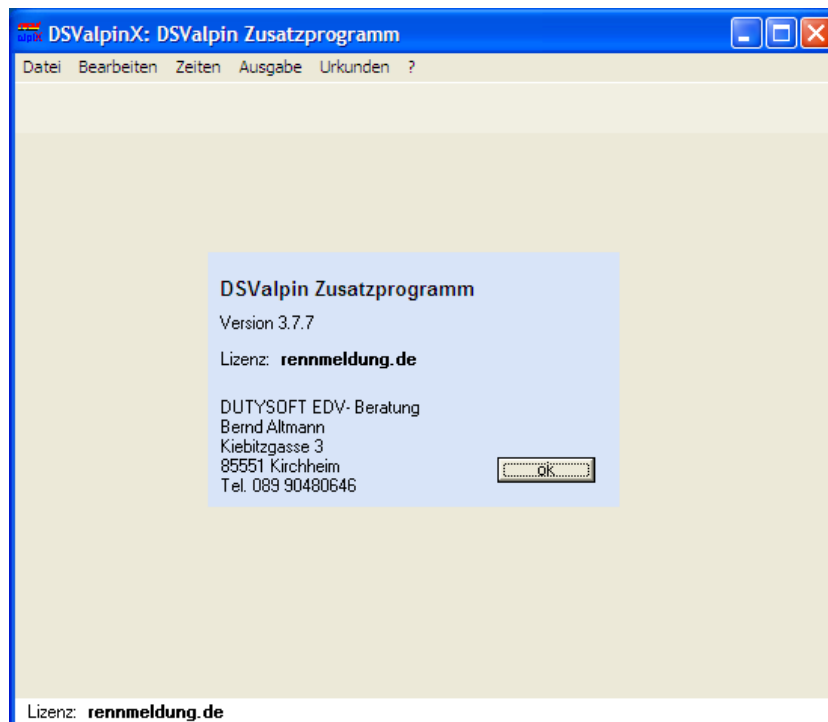 alpin DSValpinX: DSValpin Zusatzprogramm
Datei Bearbeiten Zeiten Ausgabe Urkunden ?
DSValpin Zusatzprogramm
Version 3.7.7
Lizenz: rennmeldung.de
DUTYSOFT EDV- Beratung
Bernd Altmann
Kiebitzgasse 3
85551 Kirchheim
Tel. 089 90480646
ok
Lizenz: rennmeldung.de